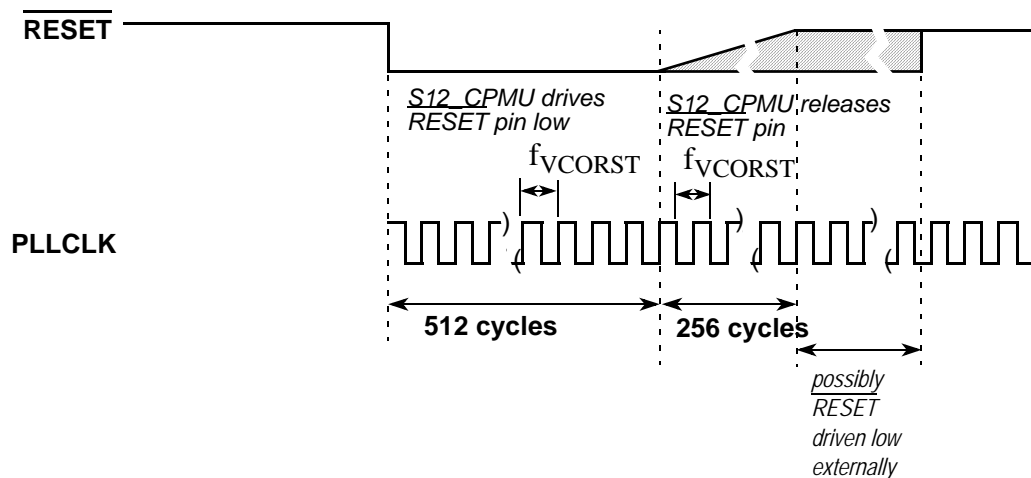 RESET
S12_CPMU drives
RESET pin low
S12_CPMU releases
RESET pin
fVCORST
fVCORST
PLLCLK
)
(
)
(
)
(
512 cycles
256 cycles
possibly
RESET
driven low
externally